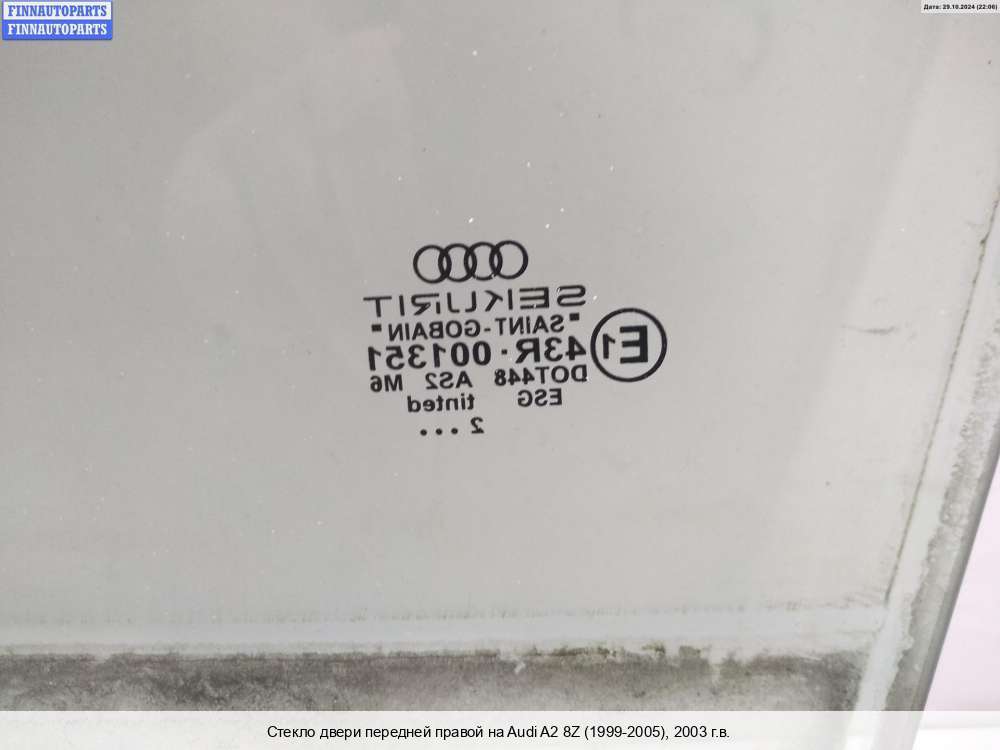 FINNAUTOPARTS
FINNAUTOPARTS
Дата: 29.10.2024 (22:06)
SEKURIT
"SAINT-GOBAIN"
E1 43R-001351
DOT448 AS2 M6
ESG tinted
2 ...
Стекло двери передней правой на Audi A2 8Z (1999-2005), 2003 г.в.